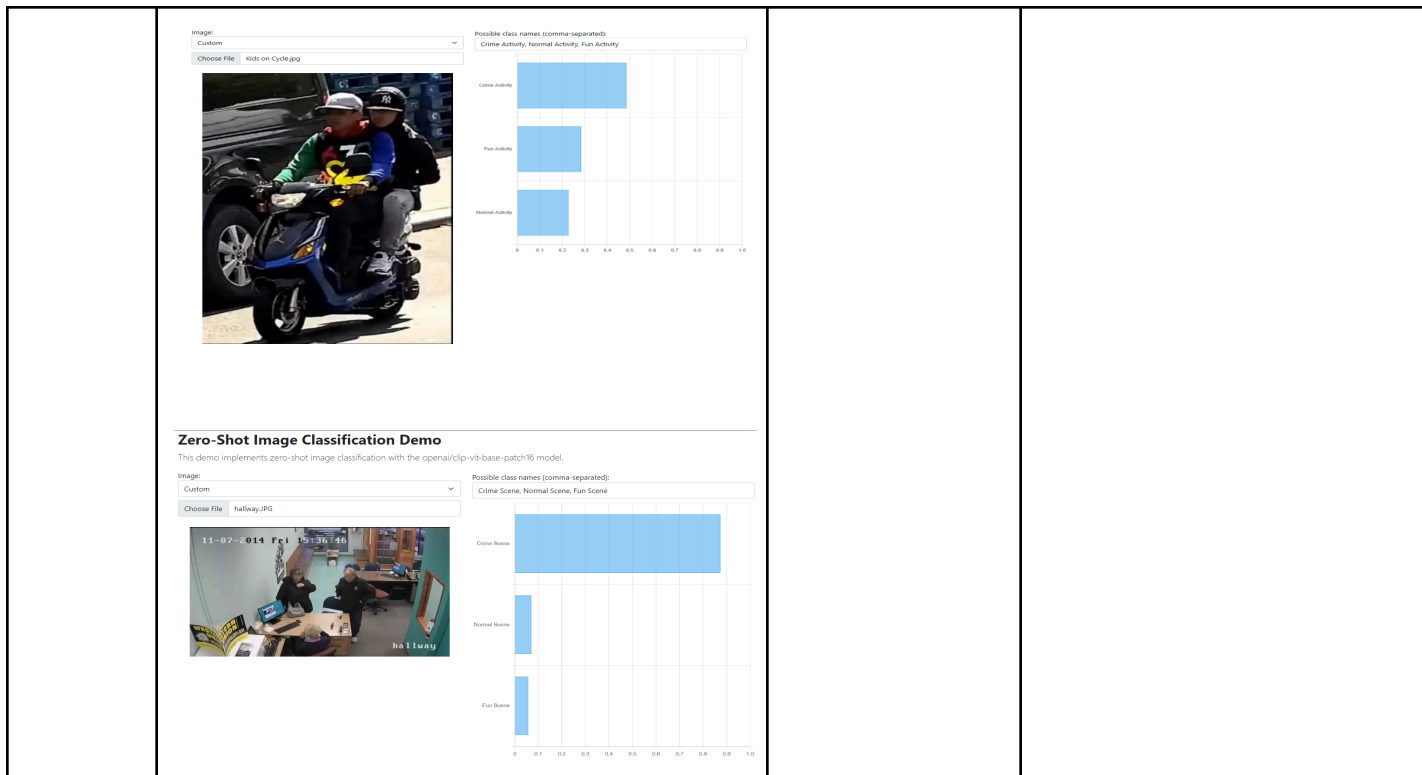 Image:
Custom
Choose File Kids on Cycle.jpg
Possible class names (comma-separated):
Crime Activity, Normal Activity, Fun Activity
Crime Activity
Fun Activity
Normal Activity
0 0.1 0.2 0.3 0.4 0.5 0.6 0.7 0.8 0.9 1.0
Zero-Shot Image Classification Demo
This demo implements zero-shot image classification with the openai/clip-vit-base-patch16 model.
Image:
Custom
Choose File hallway.JPG
11-07-2014 Fri 15:36:46
hallway
Possible class names (comma-separated):
Crime Scene, Normal Scene, Fun Scene
Crime Scene
Normal Scene
Fun Scene
0 0.1 0.2 0.3 0.4 0.5 0.6 0.7 0.8 0.9 1.0